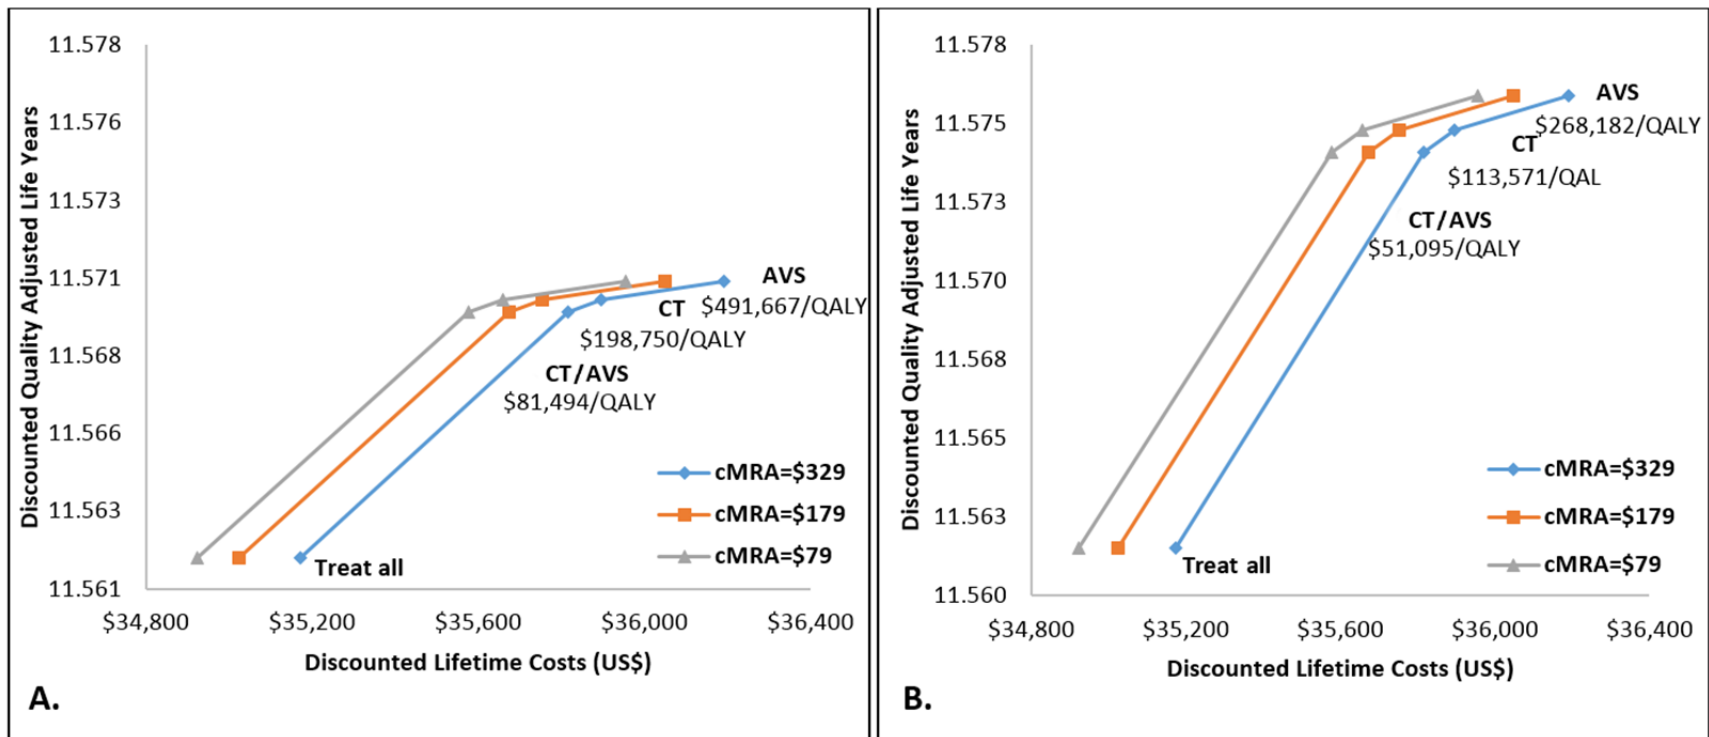 Discounted Quality Adjusted Life Years
11.578
11.576
11.573
11.571
11.568
11.566
11.563
11.561
AVS
$491,667/QALY
CT
$198,750/QALY
CT/AVS
$81,494/QALY
Treat all
cMRA=$329
cMRA=$179
cMRA=$79
$34,800 $35,200 $35,600 $36,000 $36,400
Discounted Lifetime Costs (US$)
A.
Discounted Quality Adjusted Life Years
11.578
11.575
11.573
11.570
11.568
11.565
11.563
11.560
AVS
$268,182/QALY
CT
$113,571/QAL
CT/AVS
$51,095/QALY
Treat all
cMRA=$329
cMRA=$179
cMRA=$79
$34,800 $35,200 $35,600 $36,000 $36,400
Discounted Lifetime Costs (US$)
B.